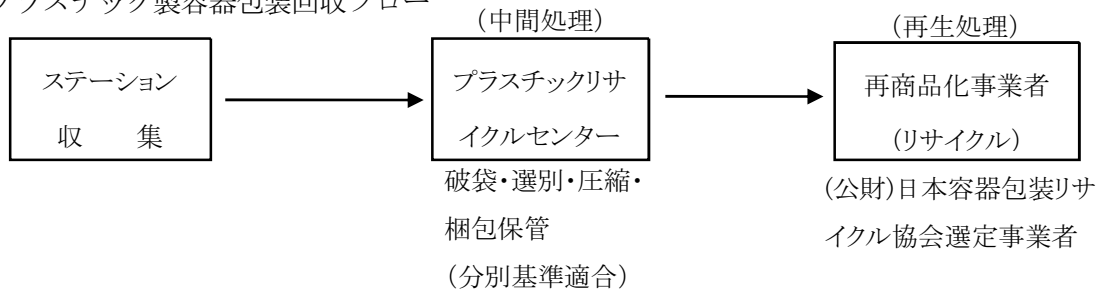 プラスチック製容器包装回収フロー
(中間処理)
(再生処理)
ステーション
収　集
プラスチックリサ
イクルセンター
再商品化事業者
(リサイクル)
破袋・選別・圧縮・
梱包保管
(分別基準適合)
(公財)日本容器包装リサ
イクル協会選定事業者